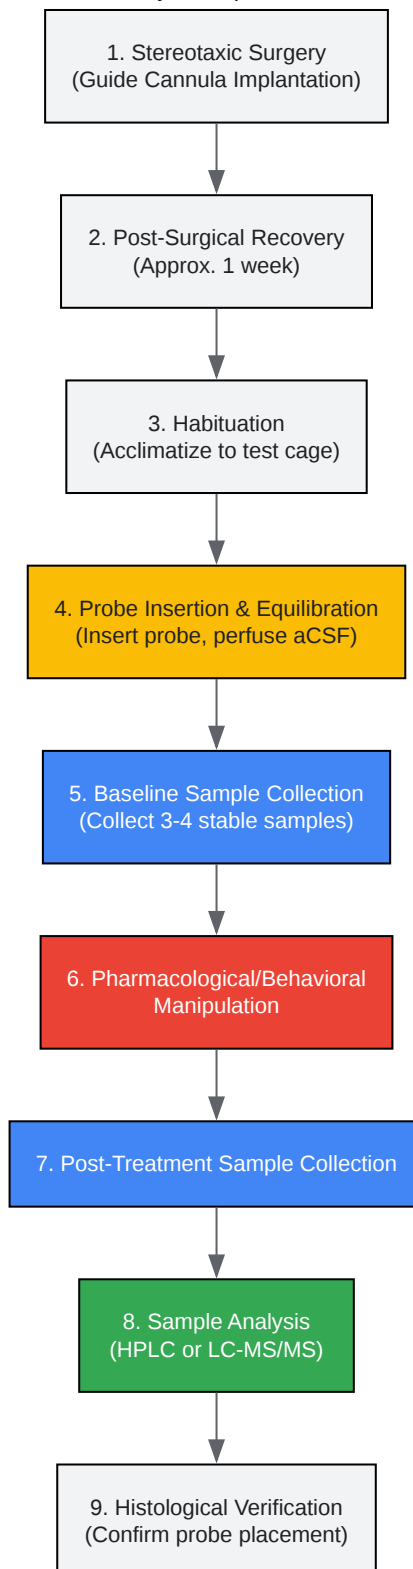 1. Stereotaxic Surgery
(Guide Cannula Implantation)
2. Post-Surgical Recovery
(Approx. 1 week)
3. Habituation
(Acclimatize to test cage)
4. Probe Insertion & Equilibration
(Insert probe, perfuse aCSF)
5. Baseline Sample Collection
(Collect 3-4 stable samples)
6. Pharmacological/Behavioral
Manipulation
7. Post-Treatment Sample Collection
8. Sample Analysis
(HPLC or LC-MS/MS)
9. Histological Verification
(Confirm probe placement)